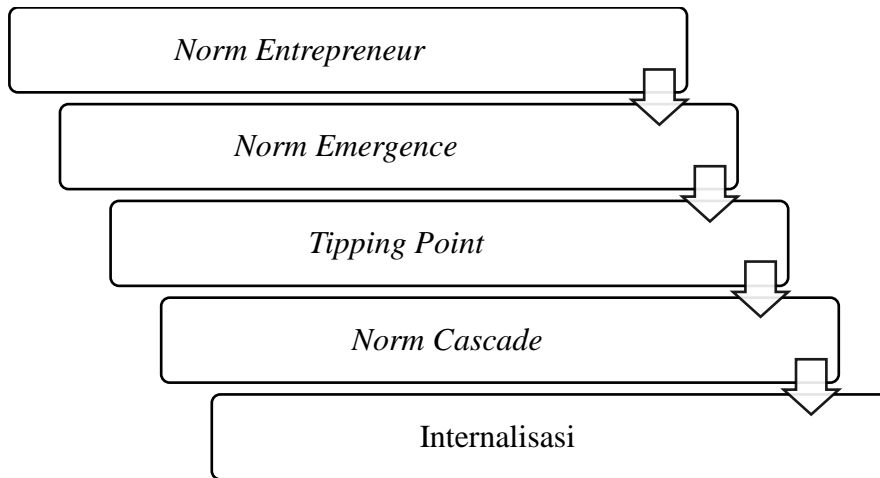 Norm Entrepreneur
Norm Emergence
Tipping Point
Norm Cascade
Internalisasi